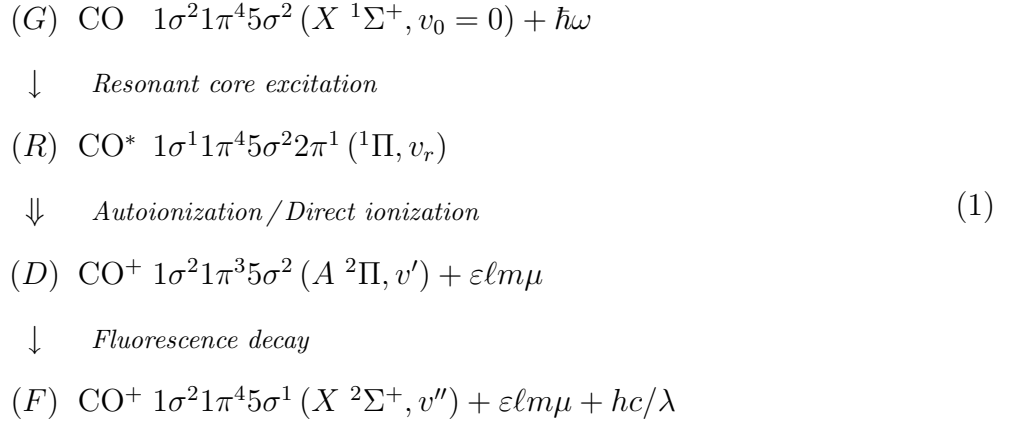 (G) CO 1σ²1π⁴5σ² (X ¹Σ⁺, v₀ = 0) + ℏω
↓ Resonant core excitation
(R) CO* 1σ¹1π⁴5σ²2π¹ (¹Π, vᵣ)
⇓ Autoionization / Direct ionization (1)
(D) CO⁺ 1σ²1π³5σ² (A ²Π, v′) + εℓmμ
↓ Fluorescence decay
(F) CO⁺ 1σ²1π⁴5σ¹ (X ²Σ⁺, v″) + εℓmμ + hc/λ